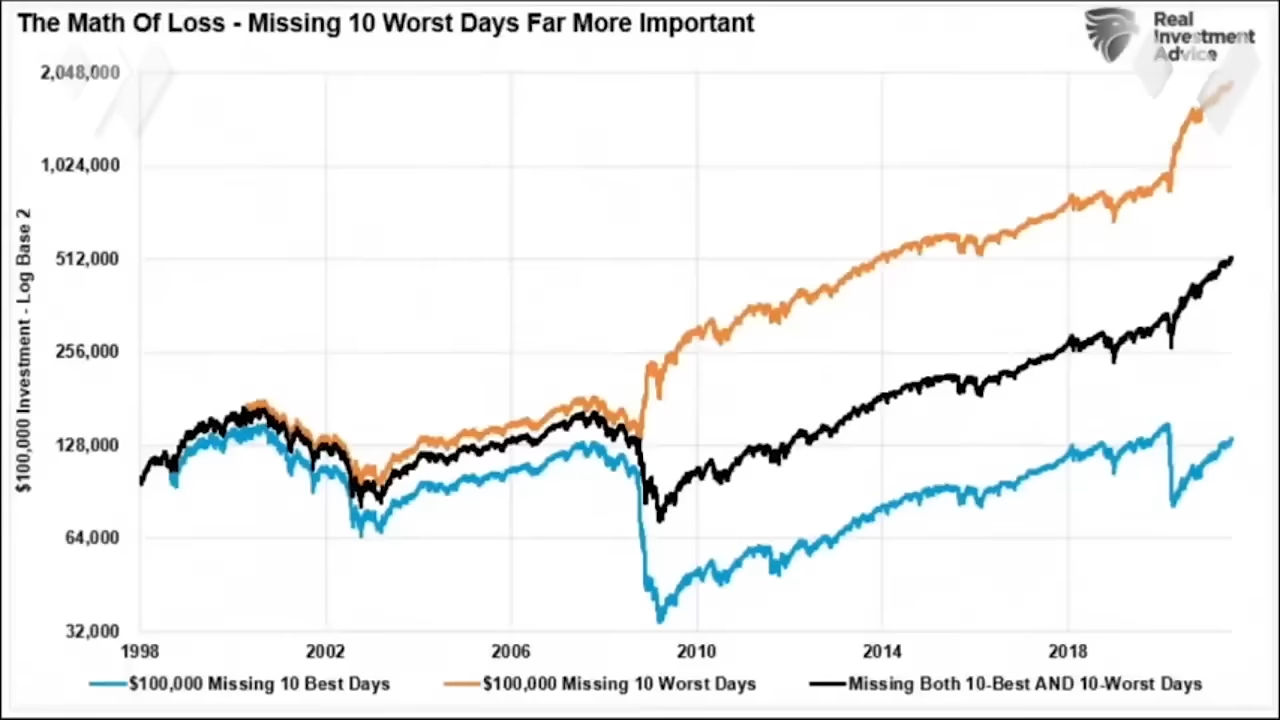 The Math Of Loss - Missing 10 Worst Days Far More Important
Real
Investment
Advice
2,048,000
1,024,000
512,000
256,000
128,000
64,000
32,000
$100,000 Investment - Log Base 2
1998 2002 2006 2010 2014 2018
$100,000 Missing 10 Best Days $100,000 Missing 10 Worst Days Missing Both 10-Best AND 10-Worst Days